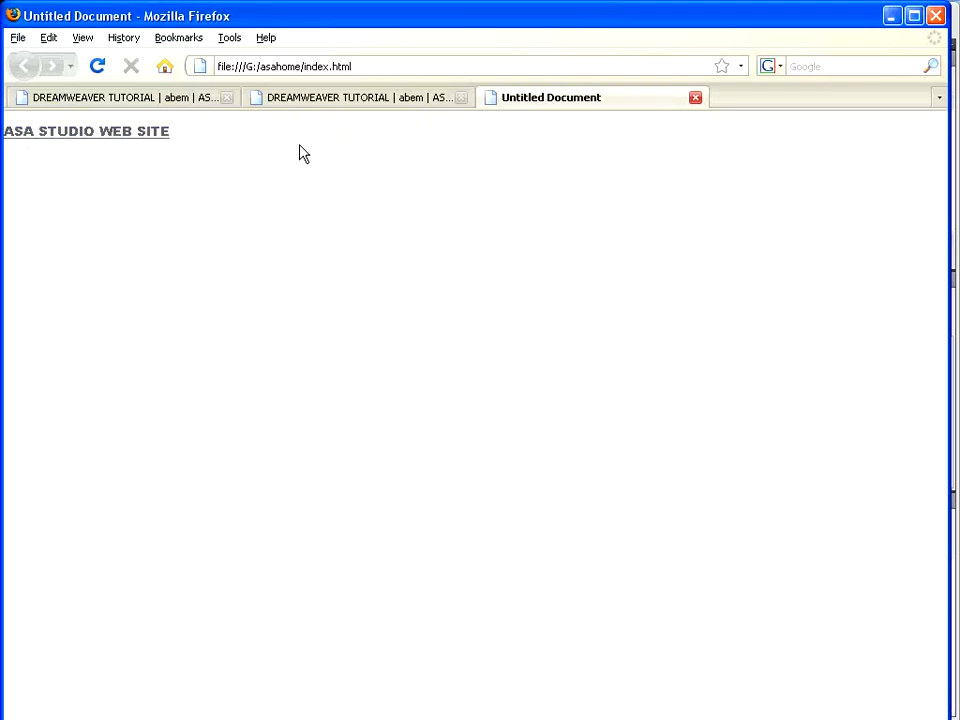 Untitled Document - Mozilla Firefox
File Edit View History Bookmarks Tools Help
file:///G:/asahome/index.html G Google
DREAMWEAVER TUTORIAL | abem | AS... DREAMWEAVER TUTORIAL | abem | AS... Untitled Document
ASA STUDIO WEB SITE